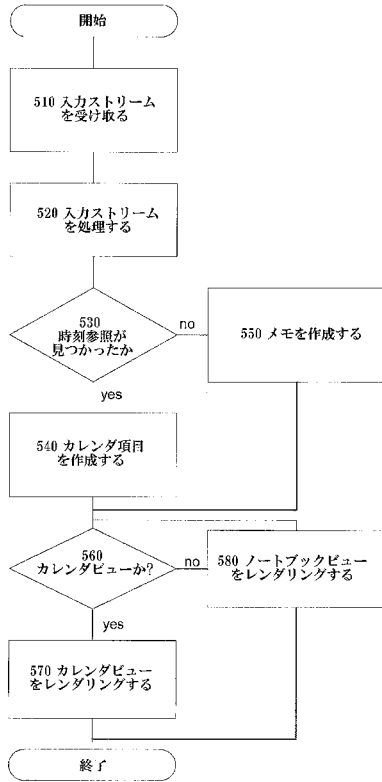 開始
510 入力ストリーム
を受け取る
520 入力ストリーム
を処理する
530
時刻参照が
見つかったか
no
550 メモを作成する
yes
540 カレンダ項目
を作成する
560
カレンダビューか?
no
580 ノートブックビュー
をレンダリングする
yes
570 カレンダビュー
をレンダリングする
終了